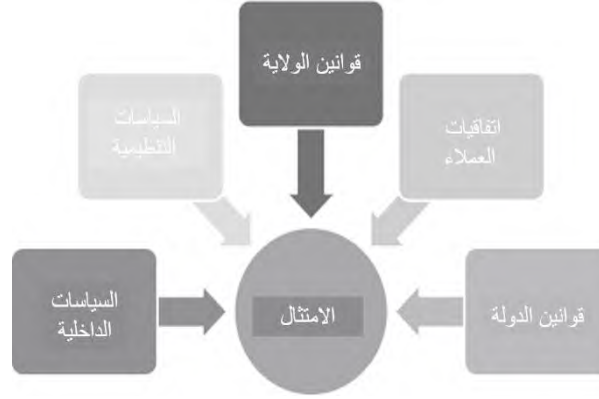 قوانين الولاية
اتفاقيات
العملاء
السياسات
التنظيمية
قوانين الدولة
الامتثال
السياسات
الداخلية